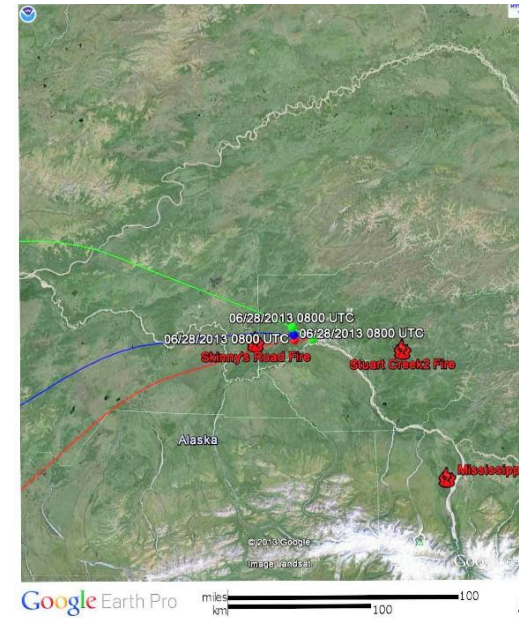 06/28/2013 0800 UTC
06/28/2013 0800 UTC
06/28/2013 0800 UTC
Skinny's Road Fire
Stuart Creek2 Fire
Alaska
Mississipp
© 2013 Google
Image Landsat
Google
Google Earth Pro
miles
100
km
100